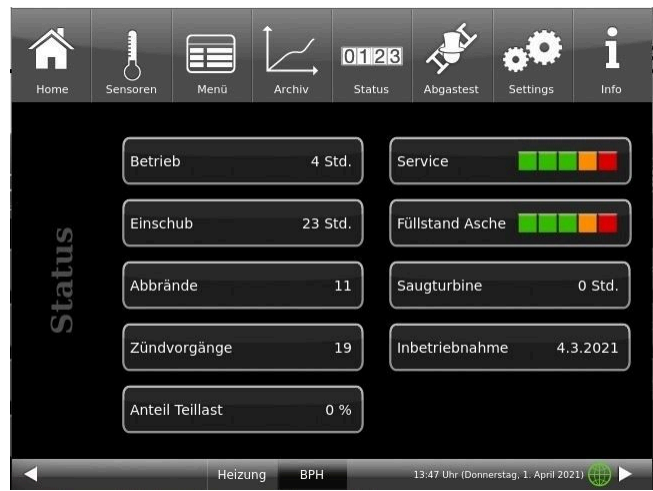 0123
Home Sensoren Menü Archiv Status Abgastest Settings Info
Status
Betrieb 4 Std.
Einschub 23 Std.
Abbrände 11
Zündvorgänge 19
Anteil Teillast 0 %
Service
Füllstand Asche
Saugturbine 0 Std.
Inbetriebnahme 4.3.2021
Heizung BPH 13:47 Uhr (Donnerstag, 1. April 2021)